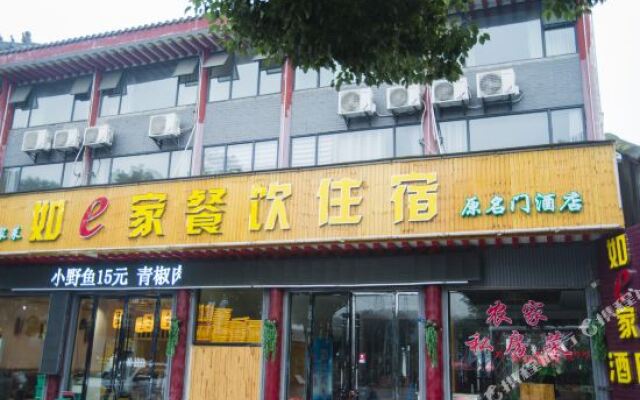 如e家餐饮住宿
原名门酒店
小野鱼15元 青椒肉
农家
私房菜
如
e
家
酒